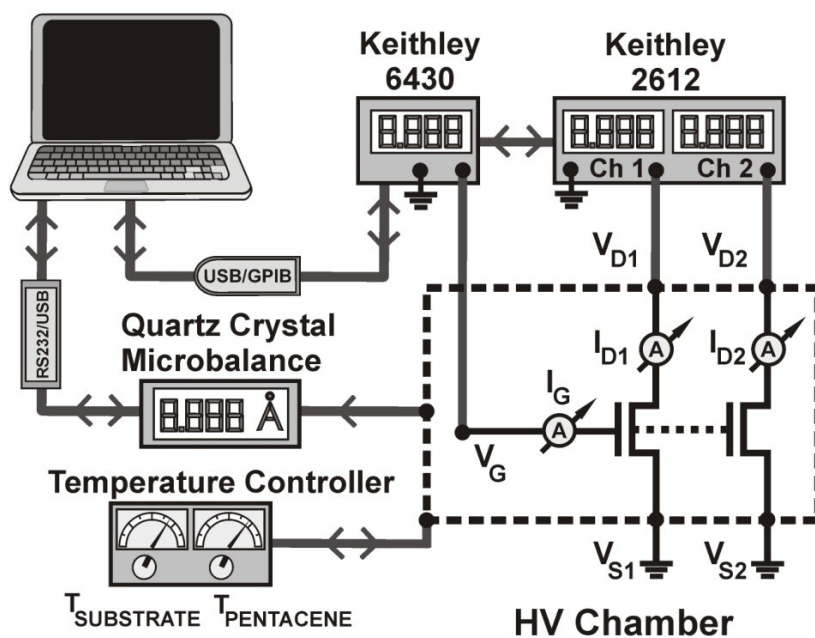 Keithley
6430
Keithley
2612
8.888
8.888
8.888
Ch 1
Ch 2
V_D1
V_D2
USB/GPIB
RS232/USB
Quartz Crystal
Microbalance
8.888 Å
I_D1
A
I_D2
A
I_G
A
V_G
Temperature Controller
T_SUBSTRATE
T_PENTACENE
V_S1
V_S2
HV Chamber